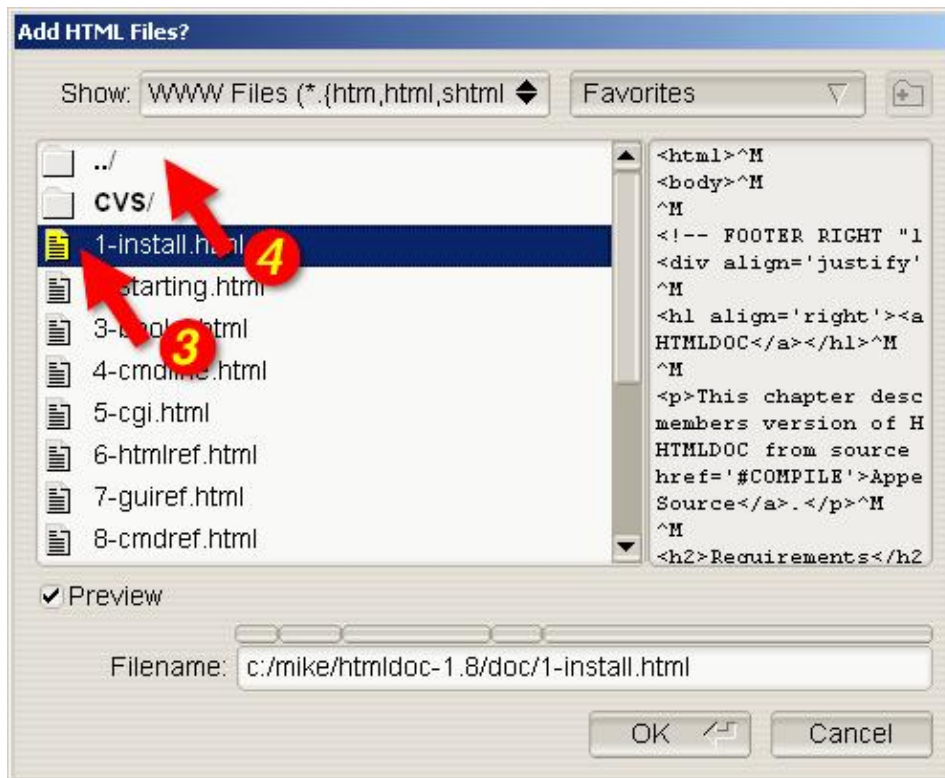 Add HTML Files?
Show: WWW Files (*.{htm,html,shtml Favorites
../
CVS/
1-install.html
4
starting.html
3-book html
3
4-cmdline.html
5-cgi.html
6-htmlref.html
7-guiref.html
8-cmdref.html
<html>^M
<body>^M
^M
<!-- FOOTER RIGHT "1
<div align='justify'
^M
<h1 align='right'><a
HTMLDOC</a></h1>^M
^M
<p>This chapter desc
members version of H
HTMLDOC from source
href='#COMPILE'>Appe
Source</a>.</p>^M
^M
<h2>Requirements</h2
Preview
Filename: c:/mike/htmldoc-1.8/doc/1-install.html
OK Cancel